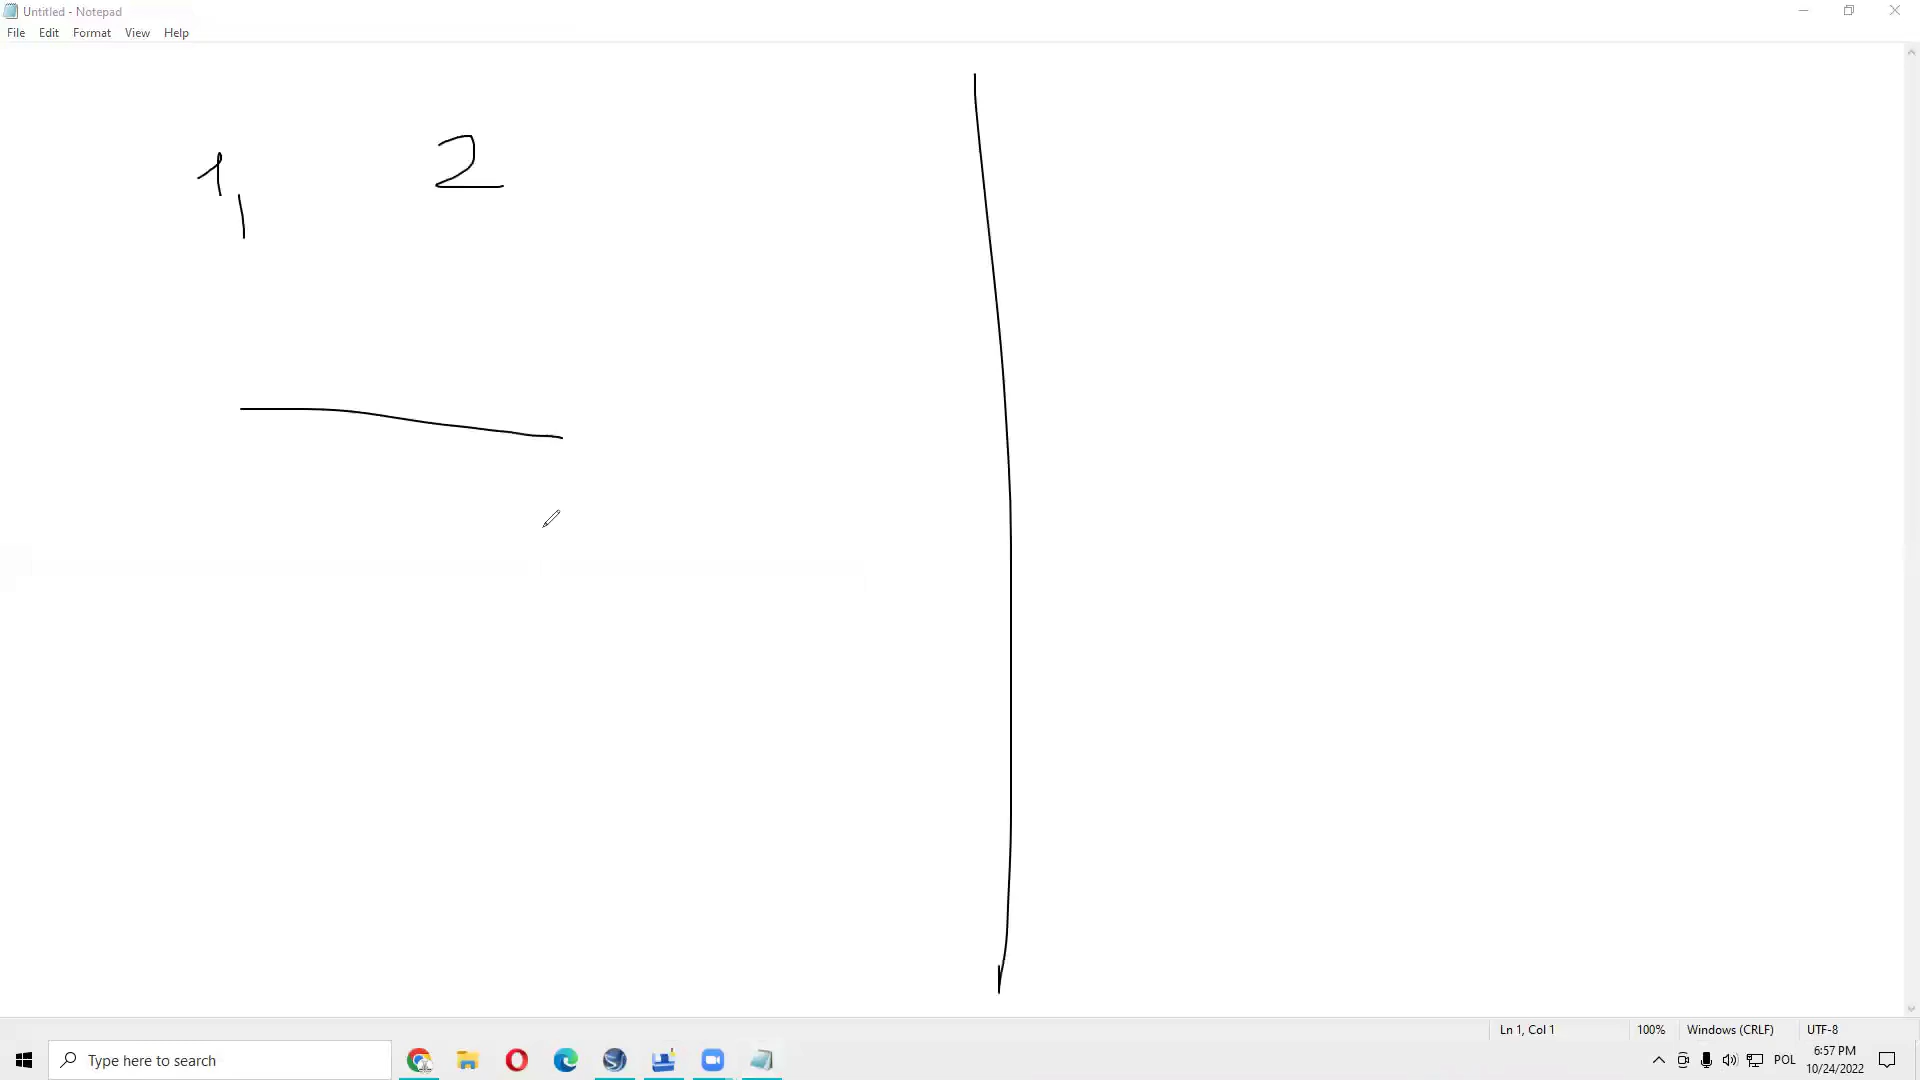 Untitled - Notepad
File Edit Format View Help
1, 2
Ln 1, Col 1 100% Windows (CRLF) UTF-8
Type here to search
POL
6:57 PM
10/24/2022